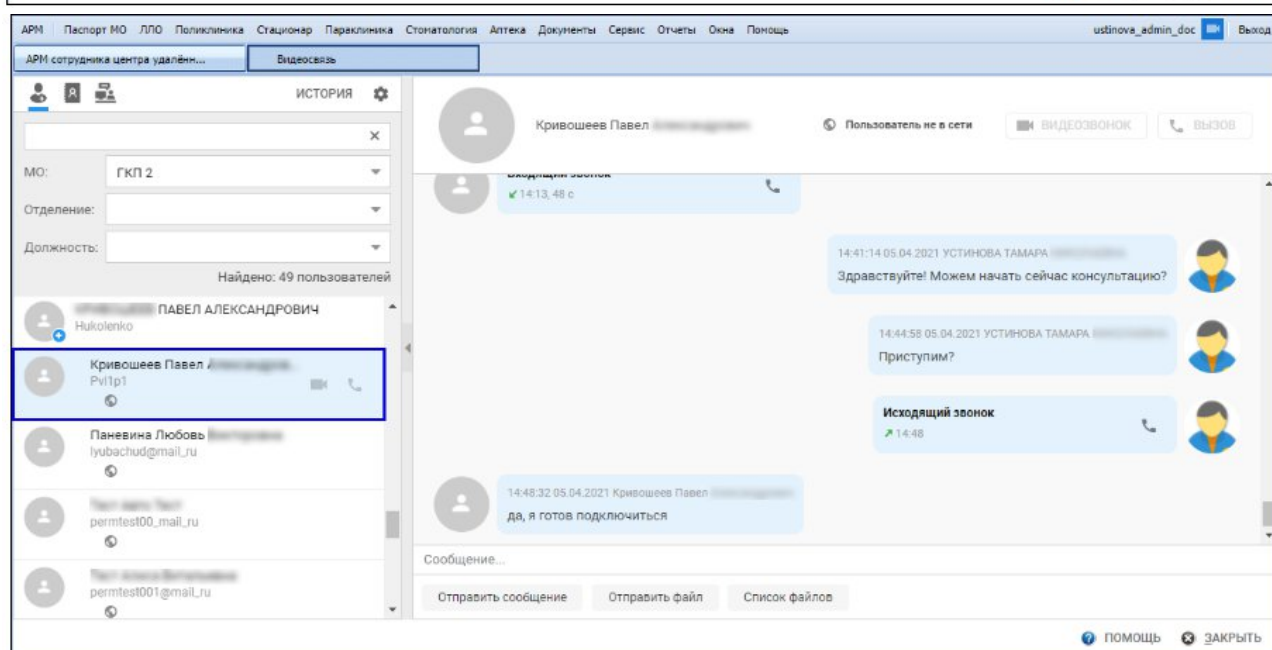 АРМ Паспорт МО ЛЛО Поликлиника Стационар Параклиника Стоматология Аптека Документы Сервис Отчеты Окна Помощь ustinova_admin_doc Выход
АРМ сотрудника центра удалённ... Видеосвязь
ИСТОРИЯ
МО: ГКП 2
Отделение:
Должность:
Найдено: 49 пользователей
ПАВЕЛ АЛЕКСАНДРОВИЧ
Hukolenko
Кривошеев Павел
Pvl1p1
Паневина Любовь
lyubachud@mail_ru
permtest00_mail_ru
permtest001@mail_ru
Кривошеев Павел
Пользователь не в сети
ВИДЕОЗВОНОК
ВЫЗОВ
Входящий звонок
14:13, 48 с
14:41:14 05.04.2021 УСТИНОВА ТАМАРА
Здравствуйте! Можем начать сейчас консультацию?
14:44:58 05.04.2021 УСТИНОВА ТАМАРА
Приступим?
Исходящий звонок
14:48
14:48:32 05.04.2021 Кривошеев Павел
да, я готов подключиться
Сообщение...
Отправить сообщение Отправить файл Список файлов
ПОМОЩЬ ЗАКРЫТЬ